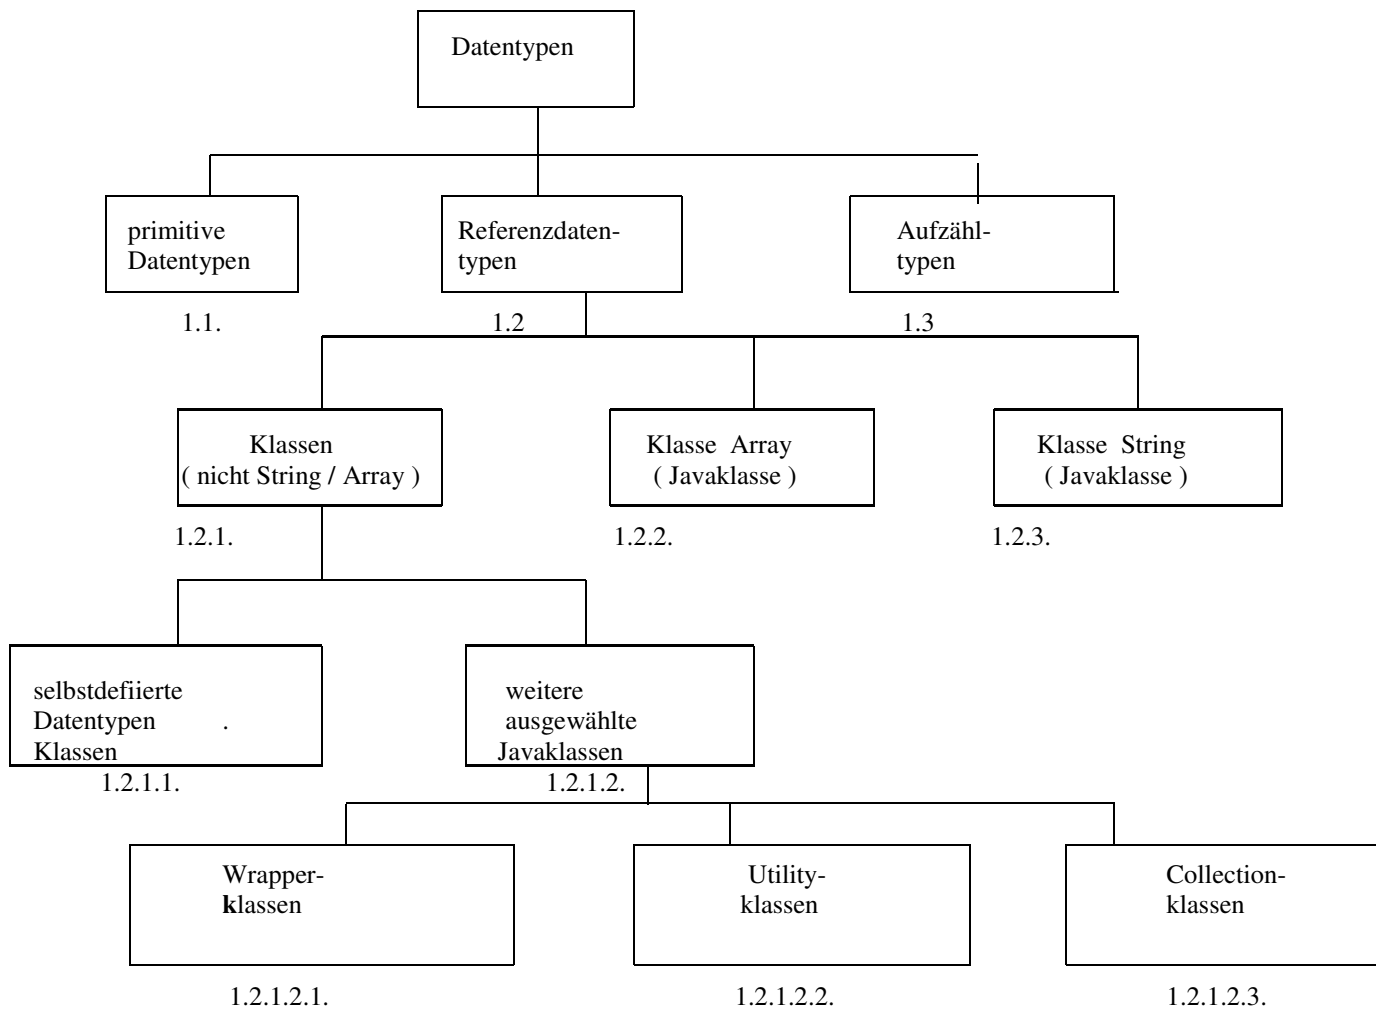 Datentypen
primitive
Datentypen
Referenzdaten-
typen
Aufzähl-
typen
1.1.
1.2
1.3
Klassen
( nicht String / Array )
Klasse Array
( Javaklasse )
Klasse String
( Javaklasse )
1.2.1.
1.2.2.
1.2.3.
selbstdefiierte
Datentypen .
Klassen
weitere
ausgewählte
Javaklassen
1.2.1.1.
1.2.1.2.
Wrapper-
klassen
Utility-
klassen
Collection-
klassen
1.2.1.2.1.
1.2.1.2.2.
1.2.1.2.3.